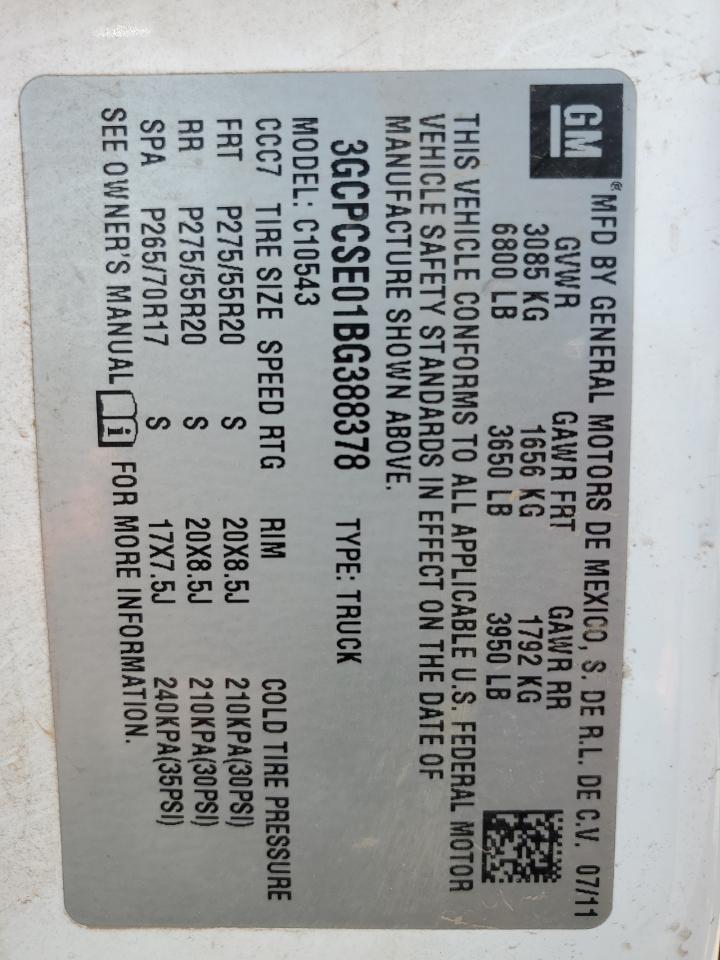 GM
® MFD BY GENERAL MOTORS DE MEXICO, S. DE R.L. DE C.V. 07/11
GVWR GAWR FRT GAWR RR
3085 KG 1656 KG 1792 KG
6800 LB 3650 LB 3950 LB
THIS VEHICLE CONFORMS TO ALL APPLICABLE U.S. FEDERAL MOTOR
VEHICLE SAFETY STANDARDS IN EFFECT ON THE DATE OF
MANUFACTURE SHOWN ABOVE.
3GCPCSE01BG388378 TYPE: TRUCK
MODEL: C10543
CCC7 TIRE SIZE SPEED RTG RIM COLD TIRE PRESSURE
FRT P275/55R20 S 20X8.5J 210KPA(30PSI)
RR P275/55R20 S 20X8.5J 210KPA(30PSI)
SPA P265/70R17 S 17X7.5J 240KPA(35PSI)
SEE OWNER'S MANUAL i FOR MORE INFORMATION.